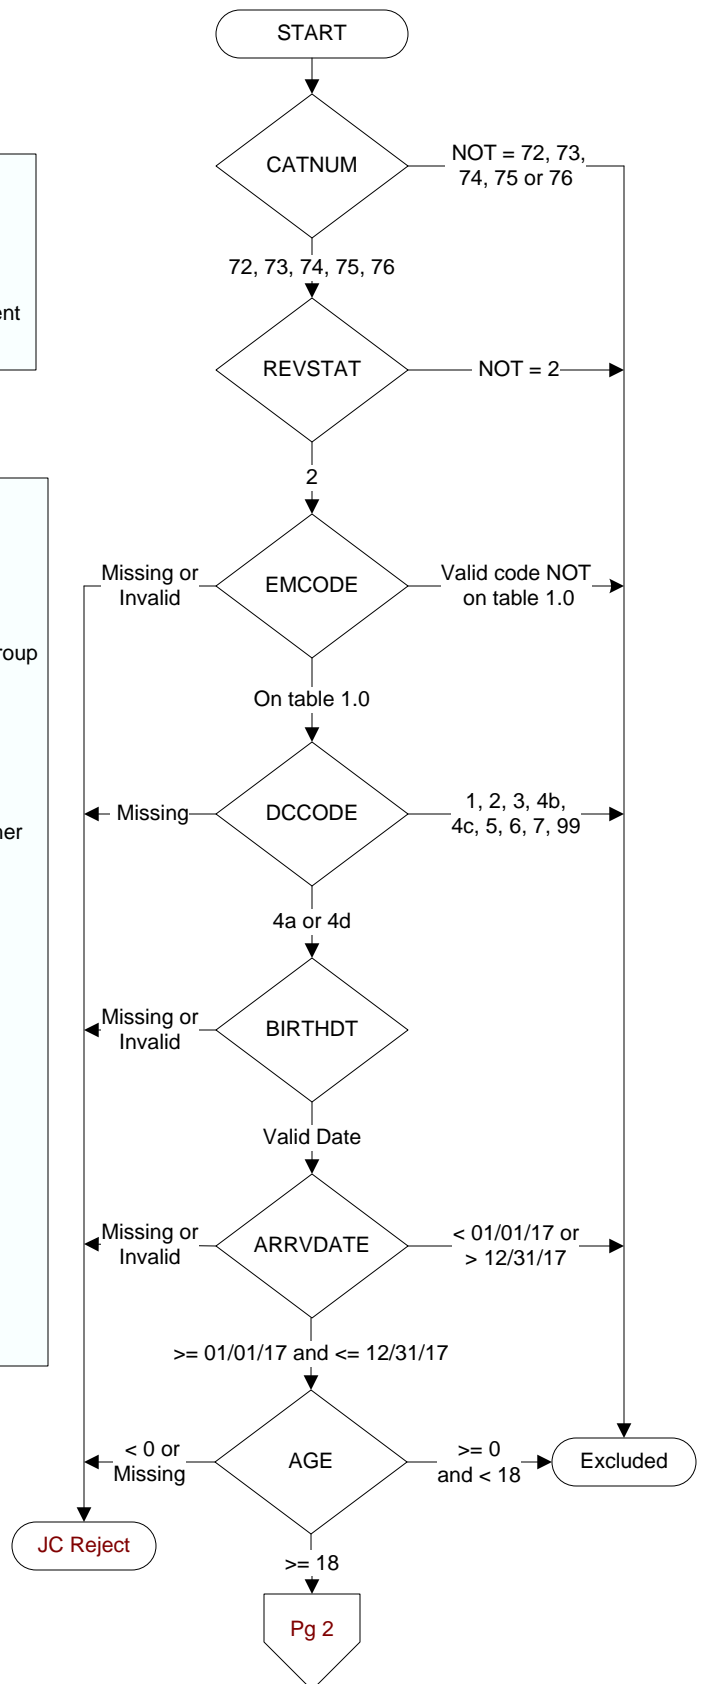 START
CATNUM
NOT = 72, 73,
74, 75 or 76
72, 73, 74, 75, 76
ent
REVSTAT
NOT = 2
2
Missing or
Invalid
EMCODE
Valid code NOT
on table 1.0
roup
On table 1.0
Missing
DCCODE
1, 2, 3, 4b,
4c, 5, 6, 7, 99
ner
4a or 4d
Missing or
Invalid
BIRTHDT
Valid Date
Missing or
Invalid
ARRVDATE
< 01/01/17 or
> 12/31/17
>= 01/01/17 and <= 12/31/17
< 0 or
Missing
AGE
>= 0
and < 18
Excluded
JC Reject
>= 18
Pg 2